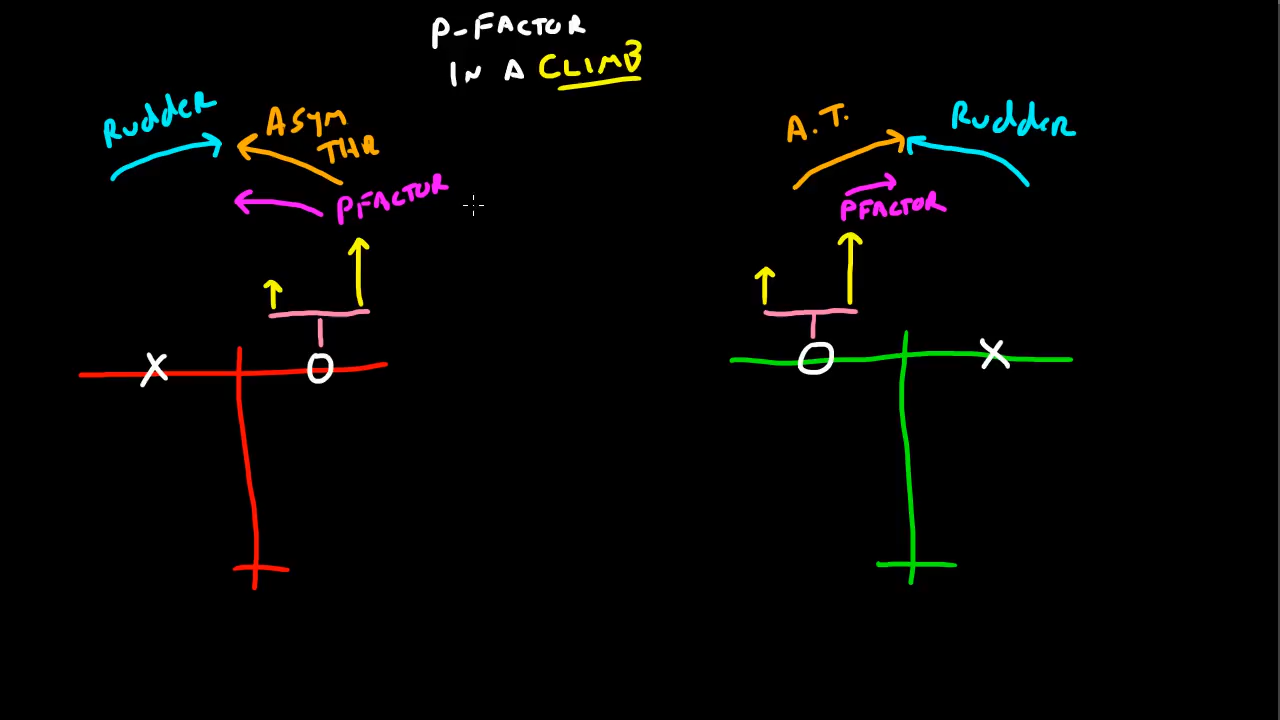 P-FACTOR
IN A CLIMB
RuddER
ASYM
THR
PFACTOR
A.T.
RuddER
PFACTOR
X
O
O
X